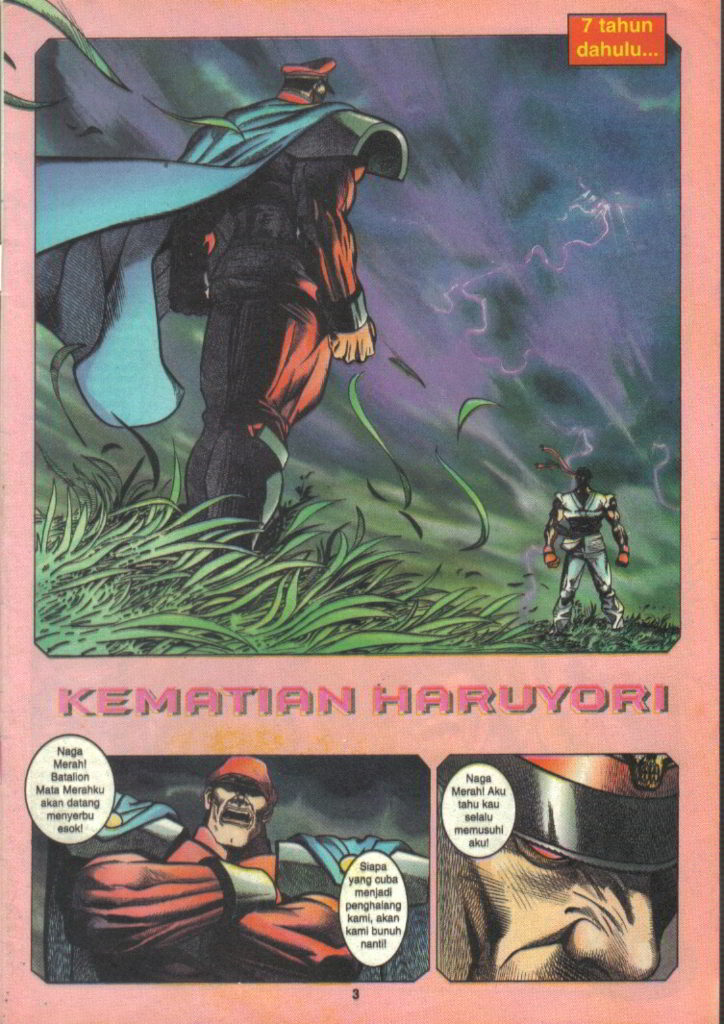 7 tahun
dahulu...
KEMATIAN HARUYORI
Naga
Merah!
Batalion
Mata Merahku
akan datang
menyerbu
esok!
Siapa
yang cuba
menjadi
penghalang
kami, akan
kami bunuh
nanti!
Naga
Merah! Aku
tahu kau
selalu
memusuhi
aku!
3